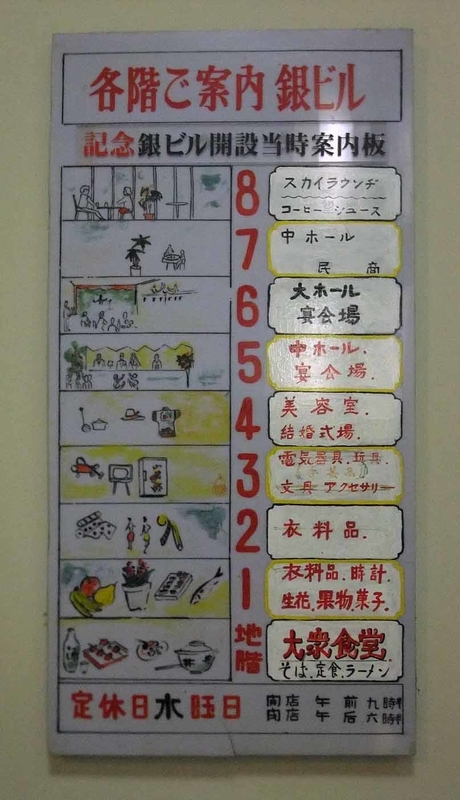 各階ご案内 銀ビル
記念 銀ビル開設当時案内板
8
スカイラウンヂ
コーヒー ジュース
7
中ホール
民 商
6
大ホール
宴会場
5
中ホール.
宴会場.
4
美容室.
結婚式場.
3
電気器具.玩具.
文具 アクセサリー
2
衣料品.
1
衣料品.時計.
生花.果物菓子.
地階
大衆食堂
そば.定食.ラーメン
定休日水曜日
開店 午前九時
閉店 午后六時